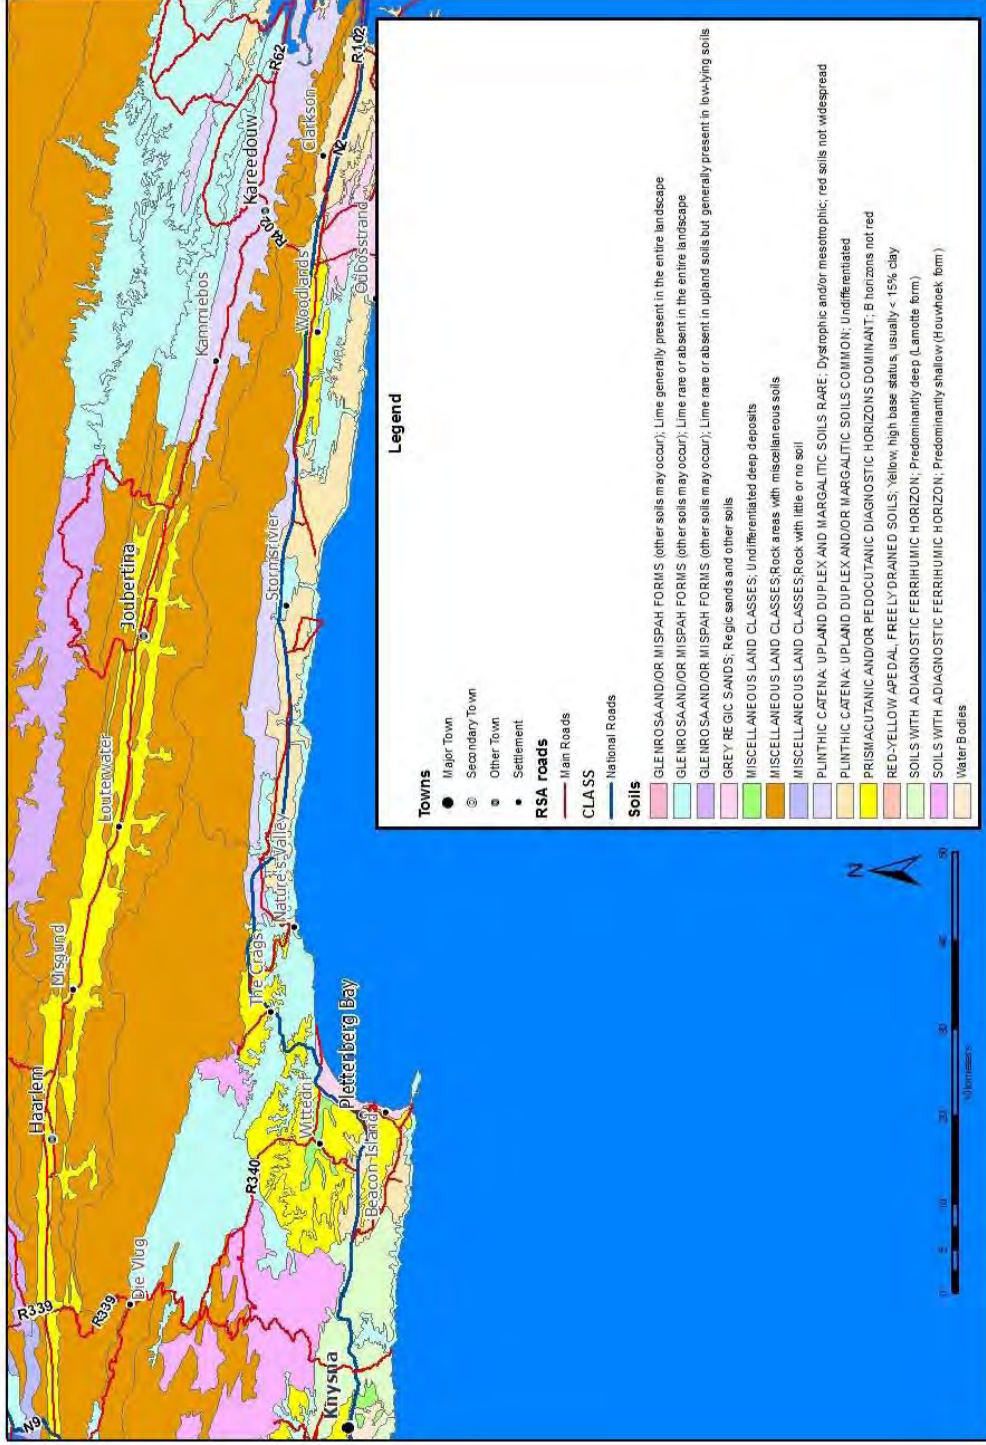 N9
R339
R339
Die Vlug
Haarlem
Misgund
Louterwater
Joubertina
Kammiebos
Kareedouw
R402
R62
R102
Clarkson
N2
Woodlands
Oubosstrand
Stormsrivier
Nature's Valley
The Crags
Plettenberg Bay
Wittedrif
Beacon Island
R340
Knysna
Legend
Towns
Major Town
Secondary Town
Other Town
Settlement
RSA roads
Main Roads
CLASS
National Roads
Soils
GLENROSA AND/OR MISPAH FORMS (other soils may occur); Lime generally present in the entire landscape
GLENROSA AND/OR MISPAH FORMS (other soils may occur); Lime rare or absent in the entire landscape
GLENROSA AND/OR MISPAH FORMS (other soils may occur); Lime rare or absent in upland soils but generally present in low-lying soils
GREY REGIC SANDS; Regic sands and other soils
MISCELLANEOUS LAND CLASSES; Undifferentiated deep deposits
MISCELLANEOUS LAND CLASSES;Rock areas with miscellaneous soils
MISCELLANEOUS LAND CLASSES;Rock with little or no soil
PLINTHIC CATENA: UPLAND DUPLEX AND MARGALITIC SOILS RARE; Dystrophic and/or mesotrophic; red soils not widespread
PLINTHIC CATENA: UPLAND DUPLEX AND/OR MARGALITIC SOILS COMMON; Undifferentiated
PRISMACUTANIC AND/OR PEDOCUTANIC DIAGNOSTIC HORIZONS DOMINANT; B horizons not red
RED-YELLOW APEDAL, FREELY DRAINED SOILS; Yellow, high base status, usually < 15% clay
SOILS WITH A DIAGNOSTIC FERRIHUMIC HORIZON; Predominantly deep (Lamotte form)
SOILS WITH A DIAGNOSTIC FERRIHUMIC HORIZON; Predominantly shallow (Houwhoek form)
Water Bodies
N
0 5 10 20 30 40 50
Kilometers